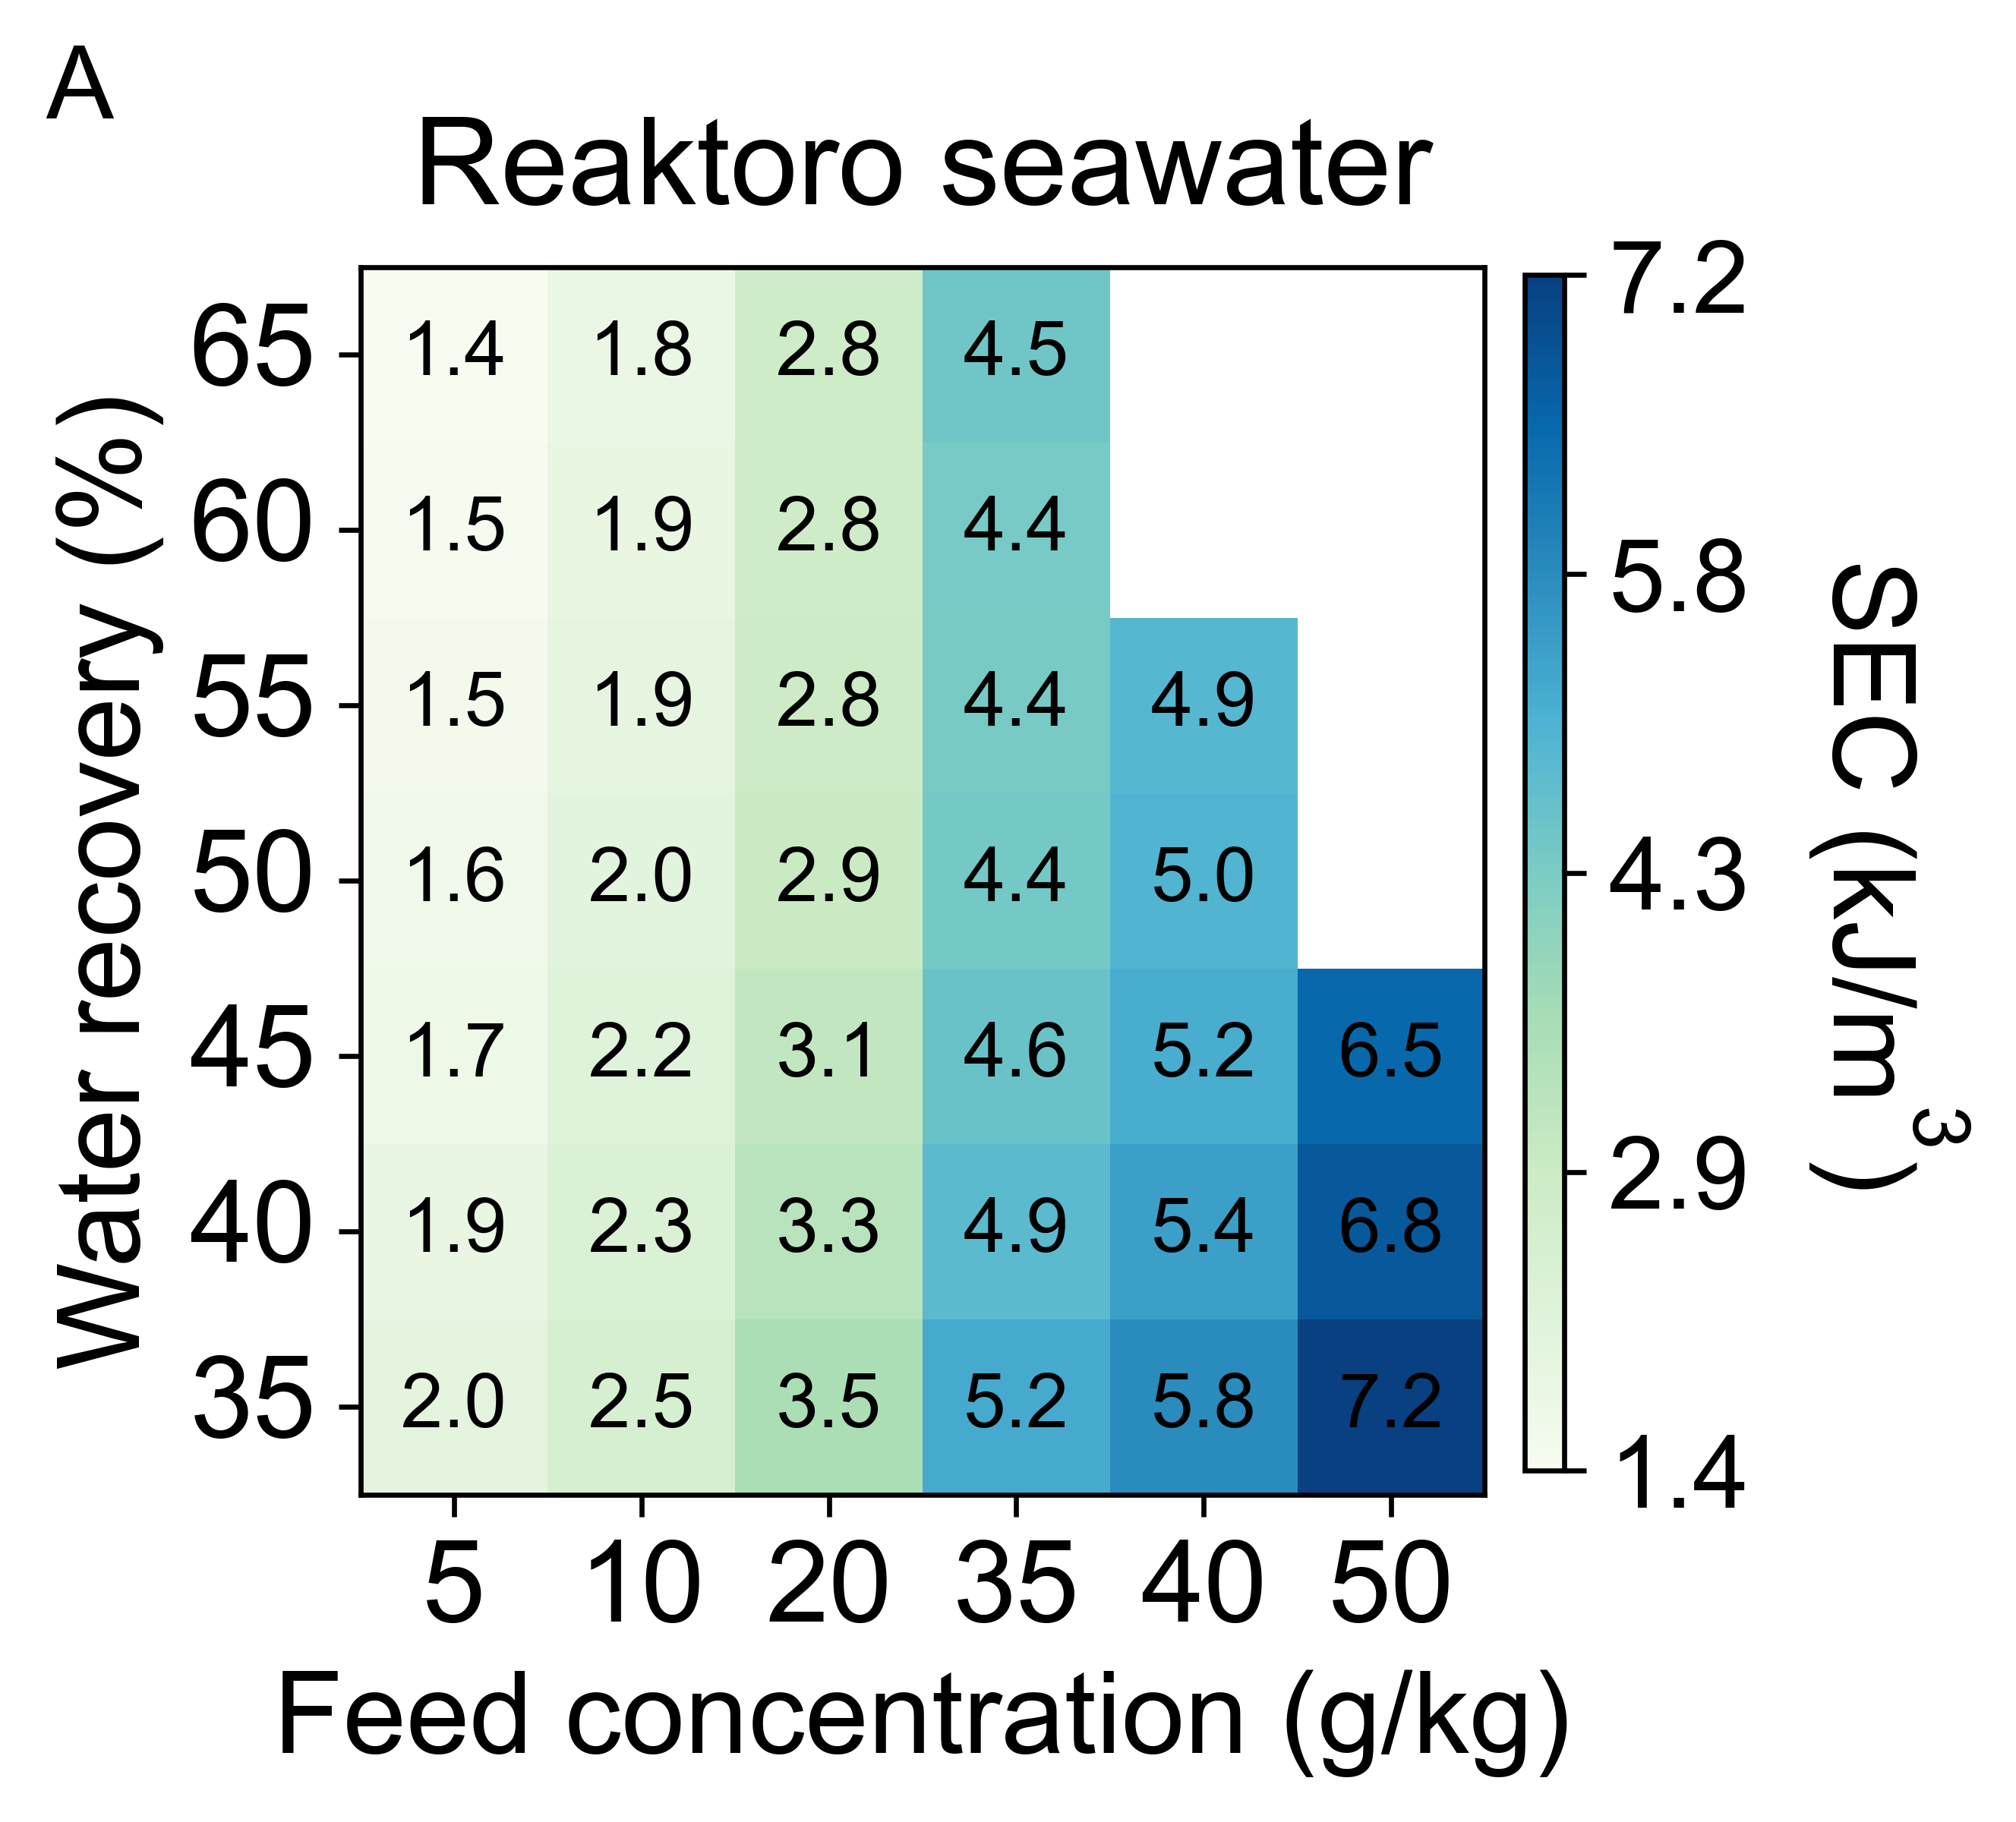 A
Reaktoro seawater
Water recovery (%)
65 1.4 1.8 2.8 4.5
60 1.5 1.9 2.8 4.4
55 1.5 1.9 2.8 4.4 4.9
50 1.6 2.0 2.9 4.4 5.0
45 1.7 2.2 3.1 4.6 5.2 6.5
40 1.9 2.3 3.3 4.9 5.4 6.8
35 2.0 2.5 3.5 5.2 5.8 7.2
5 10 20 35 40 50
Feed concentration (g/kg)
7.2
5.8
4.3
2.9
1.4
SEC (kJ/m³)